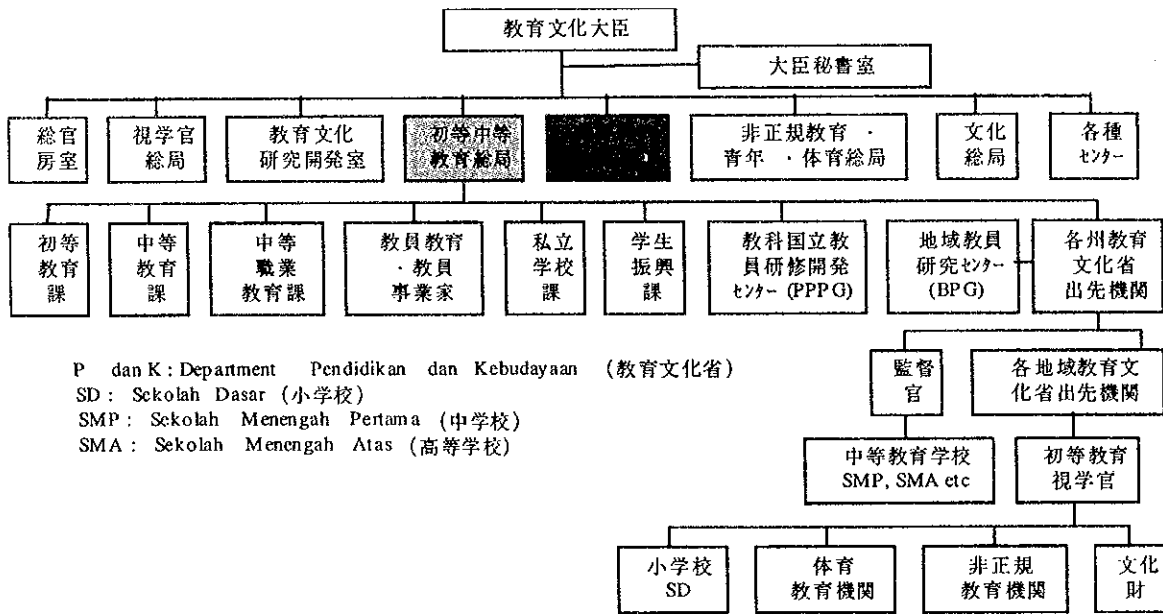 教育文化大臣
大臣秘書室
総官
房室
視学官
総局
教育文化
研究開発室
初等中等
教育総局
非正規教育・
青年・体育総局
文化
総局
各種
センター
初等
教育
課
中等
教育
課
中等
職業
教育課
教員教育
・教員
事業家
私立
学校
課
学生
振興
課
教科国立教
員研修開発
センター (PPPG)
地域教員
研究センター
(BPG)
各州教育
文化省
出先機関
P dan K : Department Pendidikan dan Kebudayaan (教育文化省)
SD : Sekolah Dasar (小学校)
SMP : Sekolah Menengah Pertama (中学校)
SMA : Sekolah Menengah Atas (高等学校)
監督
官
各地域教育文
化省出先機関
中等教育学校
SMP, SMA etc
初等教育
視学官
小学校
SD
体育
教育機関
非正規
教育機関
文化
財